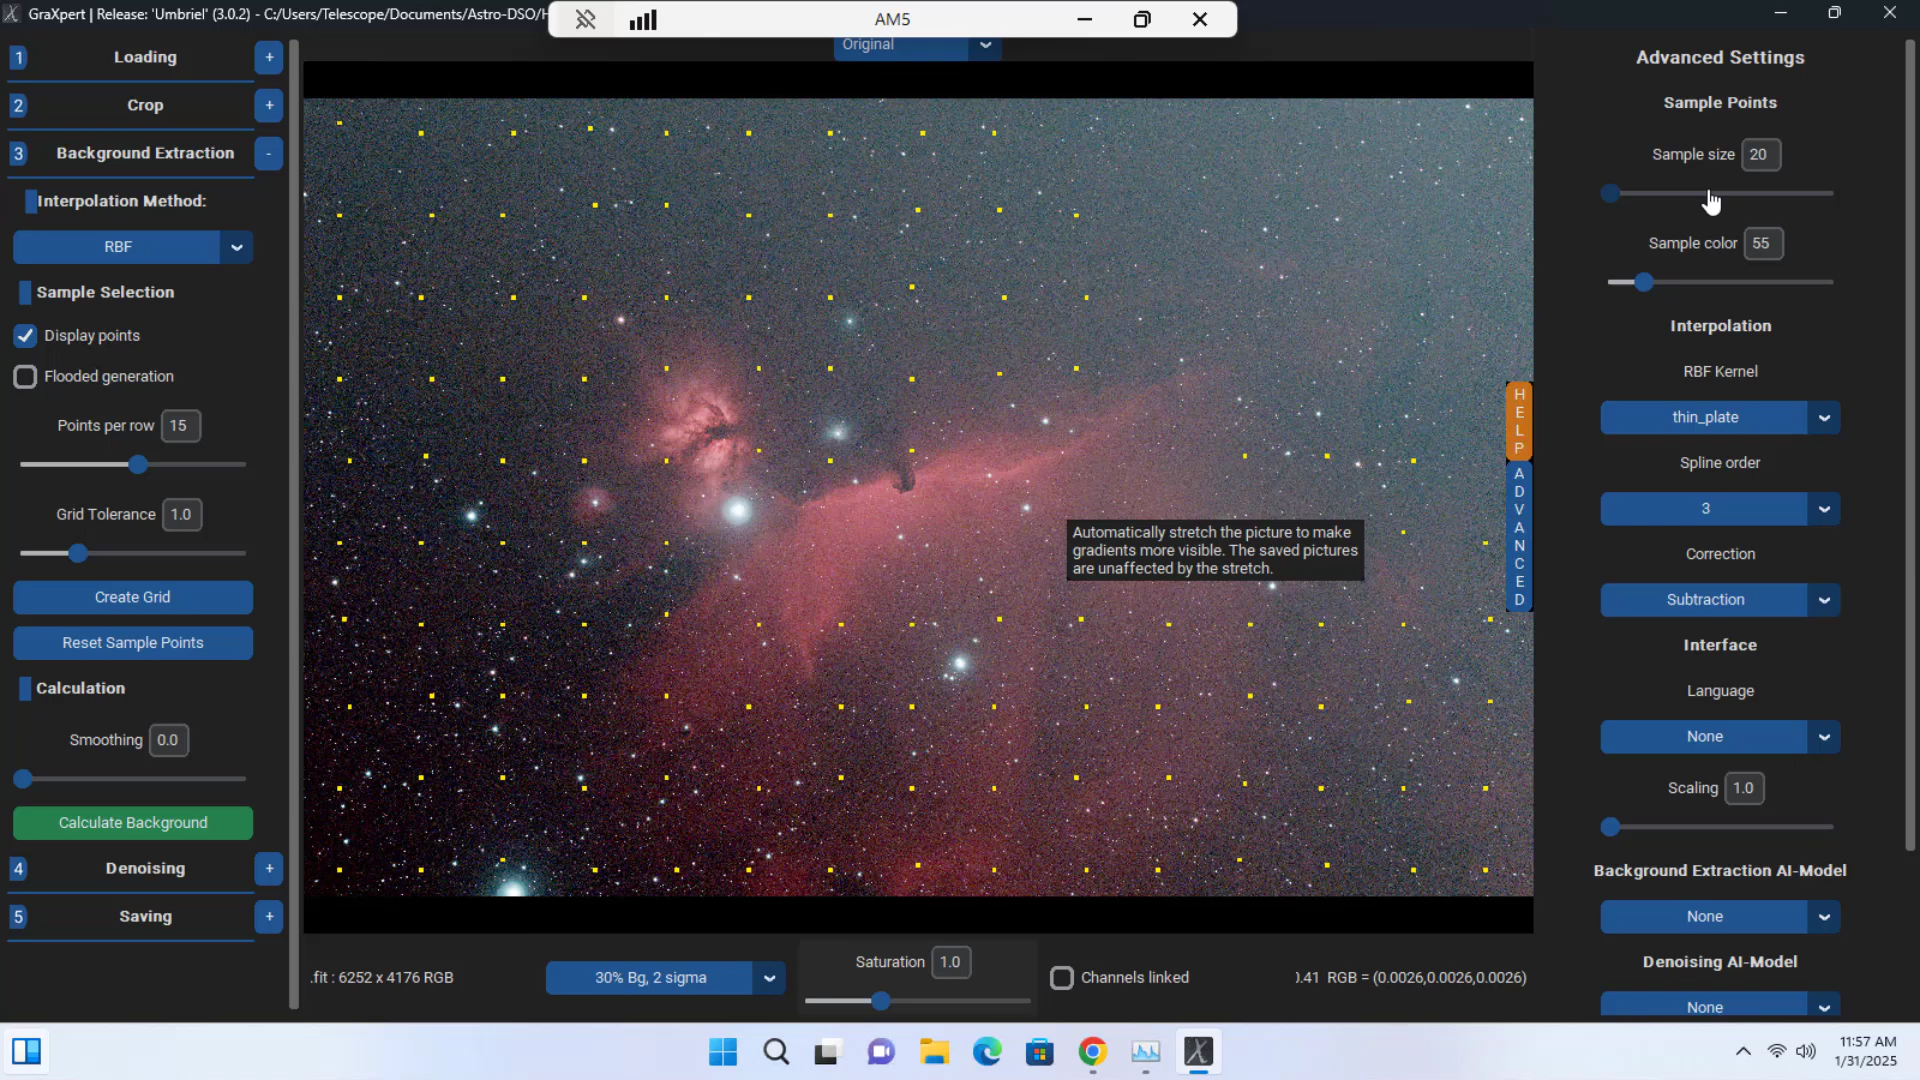 GraXpert | Release: 'Umbriel' (3.0.2) - C:/Users/Telescope/Documents/Astro-DSO/H
AM5
1 Loading +
2 Crop +
3 Background Extraction -
Interpolation Method:
RBF
Sample Selection
Display points
Flooded generation
Points per row 15
Grid Tolerance 1.0
Create Grid
Reset Sample Points
Calculation
Smoothing 0.0
Calculate Background
4 Denoising +
5 Saving +
Original
Automatically stretch the picture to make
gradients more visible. The saved pictures
are unaffected by the stretch.
HELP
ADVANCED
.fit : 6252 x 4176 RGB
30% Bg, 2 sigma
Saturation 1.0
Channels linked
).41 RGB = (0.0026,0.0026,0.0026)
Advanced Settings
Sample Points
Sample size 20
Sample color 55
Interpolation
RBF Kernel
thin_plate
Spline order
3
Correction
Subtraction
Interface
Language
None
Scaling 1.0
Background Extraction AI-Model
None
Denoising AI-Model
None
11:57 AM
1/31/2025